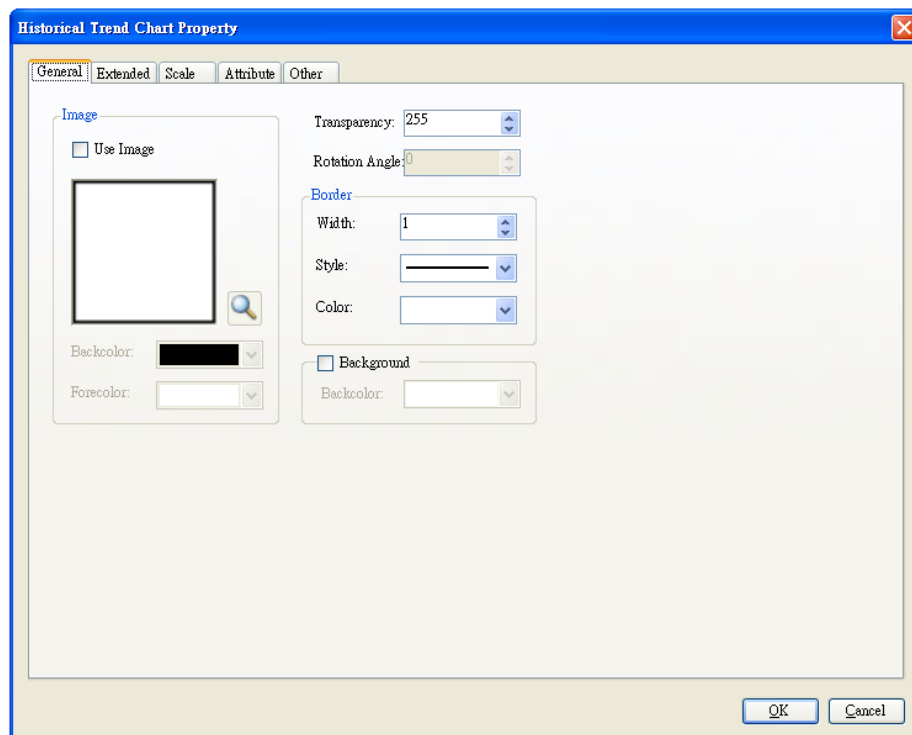 Historical Trend Chart Property
General Extended Scale Attribute Other
Image
Use Image
Backcolor:
Forecolor:
Transparency: 255
Rotation Angle: 0
Border
Width: 1
Style:
Color:
Background
Backcolor:
OK Cancel